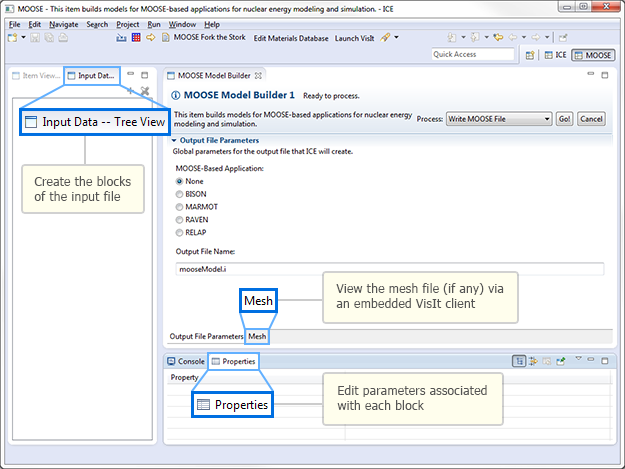 MOOSE - This item builds models for MOOSE-based applications for nuclear energy modeling and simulation. - ICE
File Edit Navigate Search Project Run Window Help
MOOSE Fork the Stork Edit Materials Database Launch VisIt
Quick Access ICE MOOSE
Item View... Input Dat...
MOOSE Model Builder
MOOSE Model Builder 1 Ready to process.
This item builds models for MOOSE-based applications for nuclear energy
modeling and simulation.
Process: Write MOOSE File Go! Cancel
Input Data -- Tree View
Create the blocks
of the input file
Output File Parameters
Global parameters for the output file that ICE will create.
MOOSE-Based Application:
None
BISON
MARMOT
RAVEN
RELAP
Output File Name:
mooseModel.i
Mesh
View the mesh file (if any) via
an embedded VisIt client
Output File Parameters Mesh
Console Properties
Property
Properties
Edit parameters associated
with each block